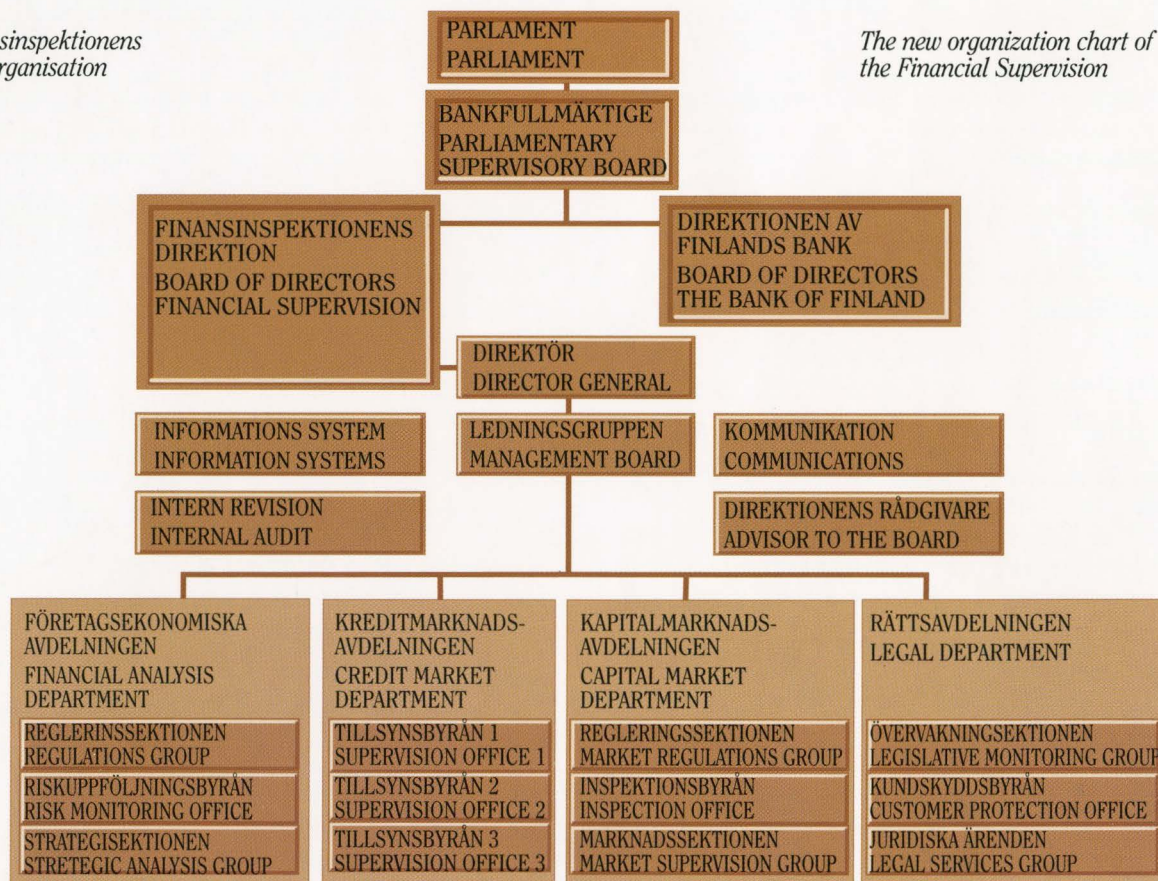 sinspektionens
rganisation
The new organization chart of
the Financial Supervision
PARLAMENT
PARLIAMENT
BANKFULLMÄKTIGE
PARLIAMENTARY
SUPERVISORY BOARD
FINANSINSPEKTIONENS
DIREKTION
BOARD OF DIRECTORS
FINANCIAL SUPERVISION
DIREKTIONEN AV
FINLANDS BANK
BOARD OF DIRECTORS
THE BANK OF FINLAND
DIREKTÖR
DIRECTOR GENERAL
INFORMATIONS SYSTEM
INFORMATION SYSTEMS
LEDNINGSGRUPPEN
MANAGEMENT BOARD
KOMMUNIKATION
COMMUNICATIONS
INTERN REVISION
INTERNAL AUDIT
DIREKTIONENS RÅDGIVARE
ADVISOR TO THE BOARD
FÖRETAGSEKONOMISKA
AVDELNINGEN
FINANCIAL ANALYSIS
DEPARTMENT
REGLERINSSEKTIONEN
REGULATIONS GROUP
RISKUPPFÖLJNINGSBYRÅN
RISK MONITORING OFFICE
STRATEGISEKTIONEN
STRETEGIC ANALYSIS GROUP
KREDITMARKNADS-
AVDELNINGEN
CREDIT MARKET
DEPARTMENT
TILLSYNSBYRÅN 1
SUPERVISION OFFICE 1
TILLSYNSBYRÅN 2
SUPERVISION OFFICE 2
TILLSYNSBYRÅN 3
SUPERVISION OFFICE 3
KAPITALMARKNADS-
AVDELNINGEN
CAPITAL MARKET
DEPARTMENT
REGLERINGSSEKTIONEN
MARKET REGULATIONS GROUP
INSPEKTIONSBYRÅN
INSPECTION OFFICE
MARKNADSSEKTIONEN
MARKET SUPERVISION GROUP
RÄTTSAVDELNINGEN
LEGAL DEPARTMENT
ÖVERVAKNINGSEKTIONEN
LEGISLATIVE MONITORING GROUP
KUNDSKYDDSBYRÅN
CUSTOMER PROTECTION OFFICE
JURIDISKA ÄRENDEN
LEGAL SERVICES GROUP